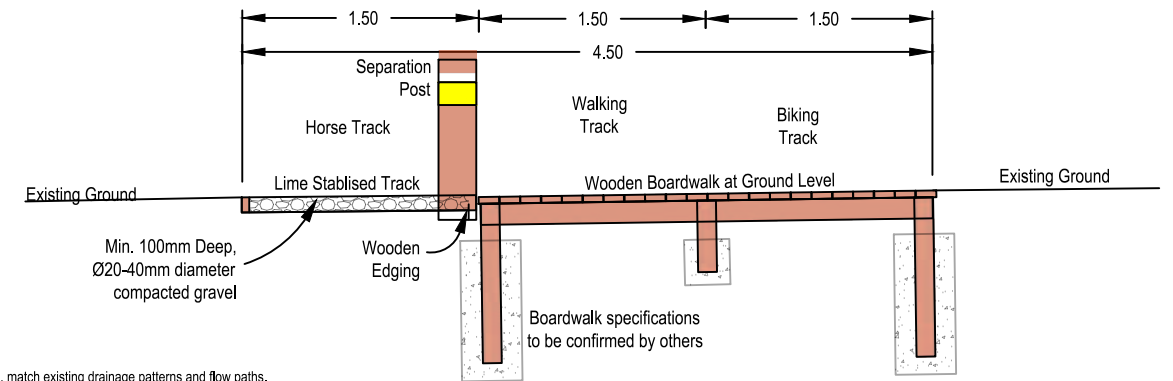 1.50
1.50
1.50
4.50
Separation
Post
Horse Track
Walking
Track
Biking
Track
Existing Ground
Lime Stablised Track
Wooden Boardwalk at Ground Level
Existing Ground
Min. 100mm Deep,
Ø20-40mm diameter
compacted gravel
Wooden
Edging
Boardwalk specifications
to be confirmed by others
. match existing drainage patterns and flow paths.